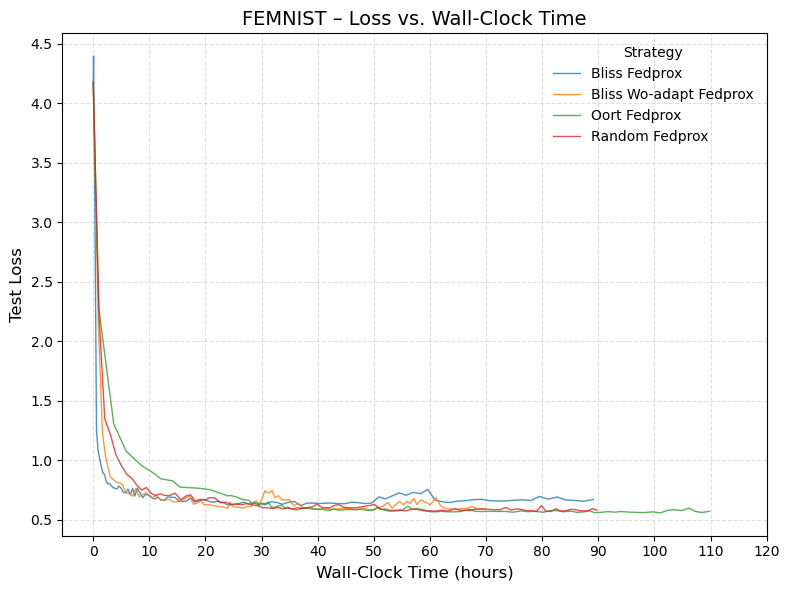 FEMNIST – Loss vs. Wall-Clock Time
Test Loss
4.5
4.0
3.5
3.0
2.5
2.0
1.5
1.0
0.5
Strategy
Bliss Fedprox
Bliss Wo-adapt Fedprox
Oort Fedprox
Random Fedprox
0 10 20 30 40 50 60 70 80 90 100 110 120
Wall-Clock Time (hours)